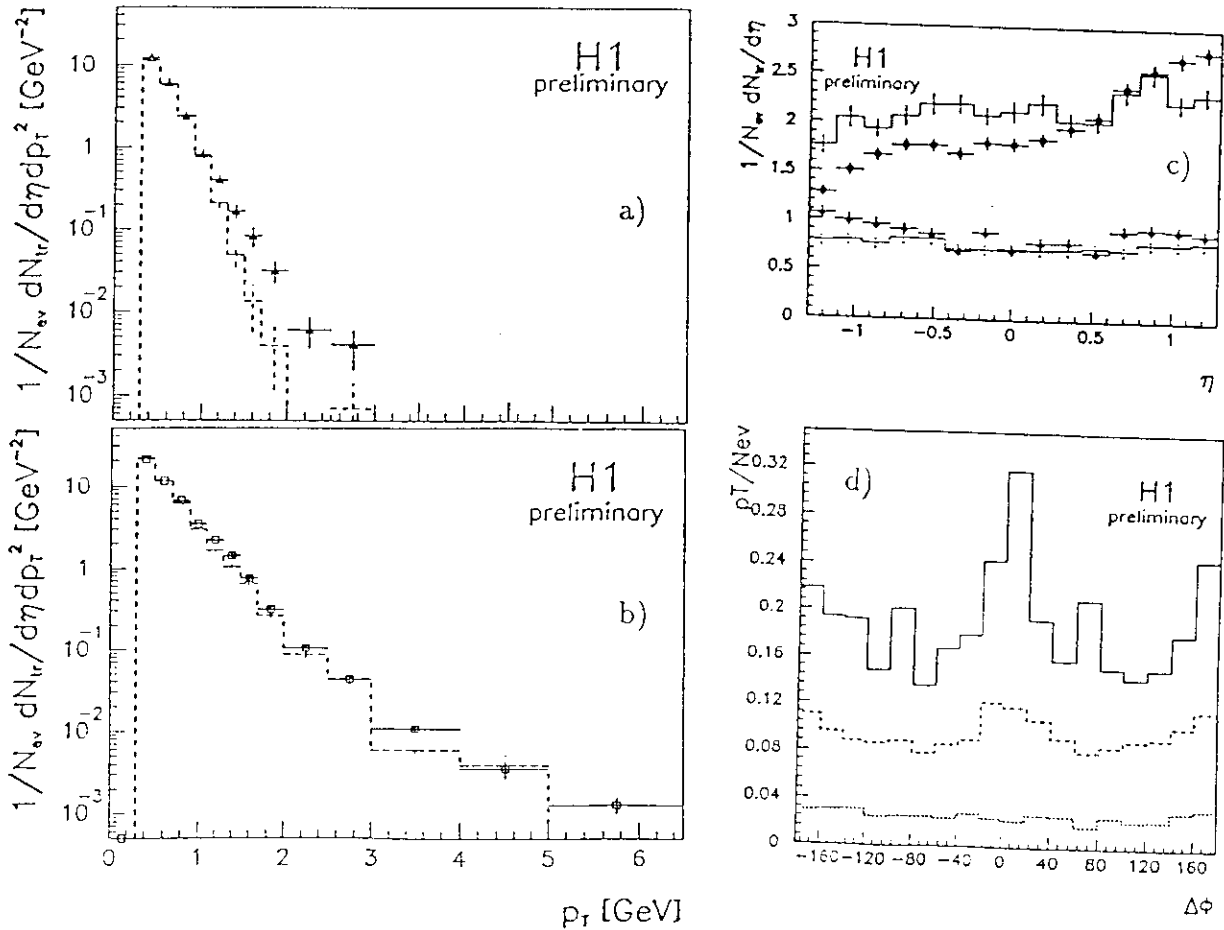 1/N_ev dN_tr/dηdp_T^2 [GeV^-2]
10
1
10^-1
10^-2
10^-3
H1
preliminary
a)
1/N_ev dN_tr/dηdp_T^2 [GeV^-2]
10
1
10^-1
10^-2
10^-3
H1
preliminary
b)
0 1 2 3 4 5 6
p_T [GeV]
1/N_ev dN_tr/dη
3
2.5
2
1.5
1
0.5
0
H1
preliminary
c)
-1 -0.5 0 0.5 1
η
pT/Nev
0.32
0.28
0.24
0.2
0.16
0.12
0.08
0.04
0
d)
H1
preliminary
-160 -120 -80 -40 0 40 80 120 160
ΔΦ